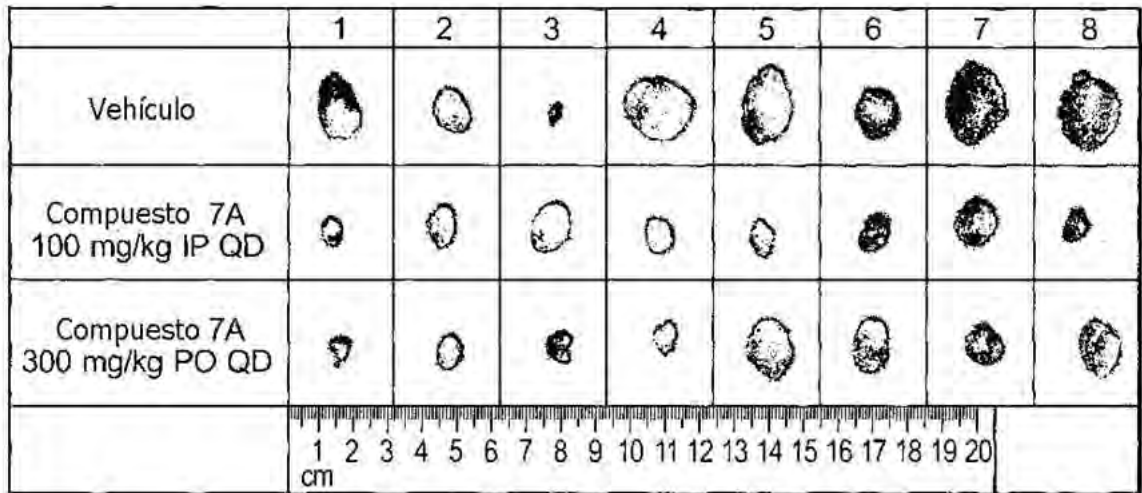 1 2 3 4 5 6 7 8
Vehículo
Compuesto 7A
100 mg/kg IP QD
Compuesto 7A
300 mg/kg PO QD
1 2 3 4 5 6 7 8 9 10 11 12 13 14 15 16 17 18 19 20
cm